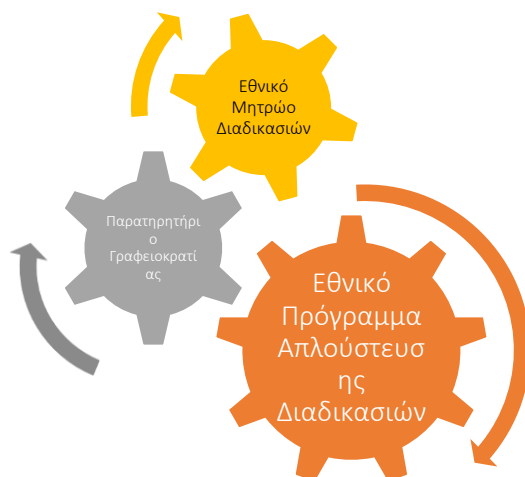 Εθνικό
Μητρώο
Διαδικασιών
Παρατηρητήρι
ο
Γραφειοκρατί
ας
Εθνικό
Πρόγραμμα
Απλούστευσ
ης
Διαδικασιών